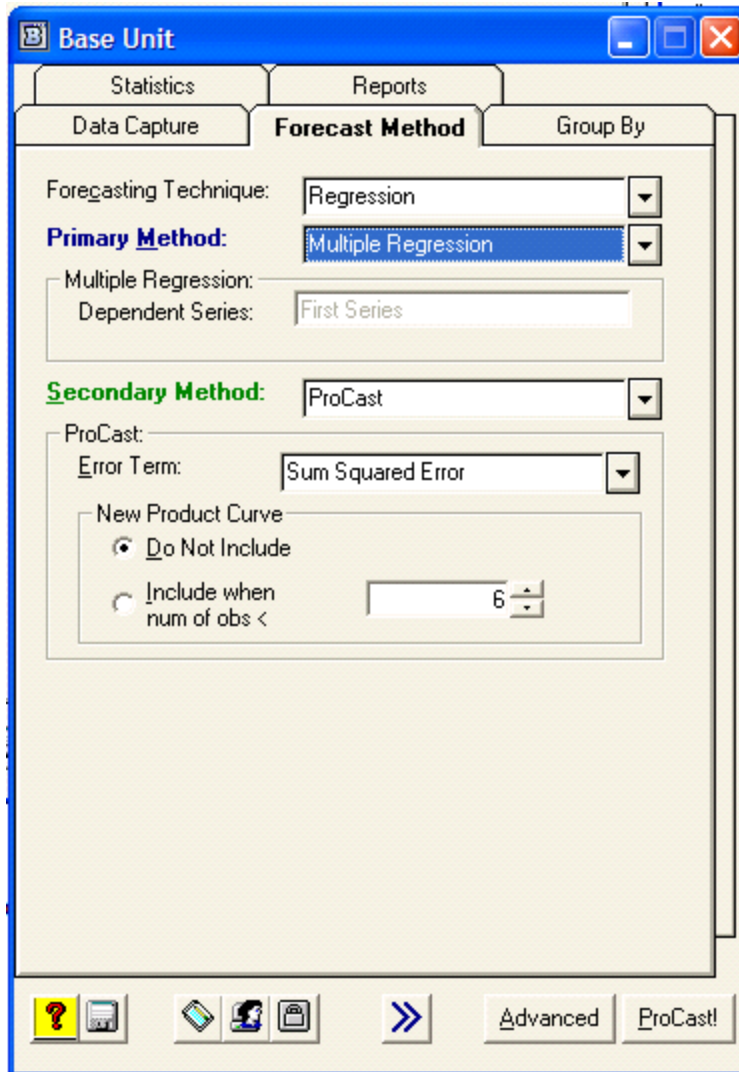 Base Unit
Statistics Reports
Data Capture Forecast Method Group By
Forecasting Technique: Regression
Primary Method: Multiple Regression
Multiple Regression:
Dependent Series: First Series
Secondary Method: ProCast
ProCast:
Error Term: Sum Squared Error
New Product Curve
Do Not Include
Include when
num of obs < 6
? Advanced ProCast!